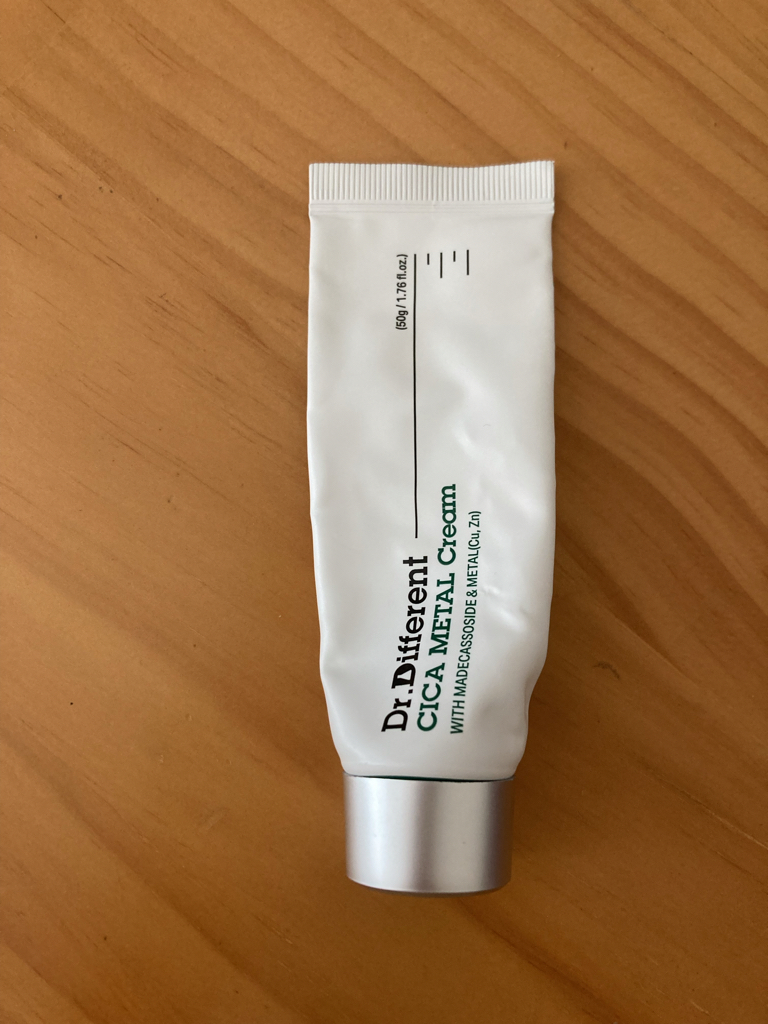 Dr.Different
CICA METAL Cream
WITH MADECASSOSIDE & METAL(Cu, Zn)
(50g / 1.76 fl.oz.)